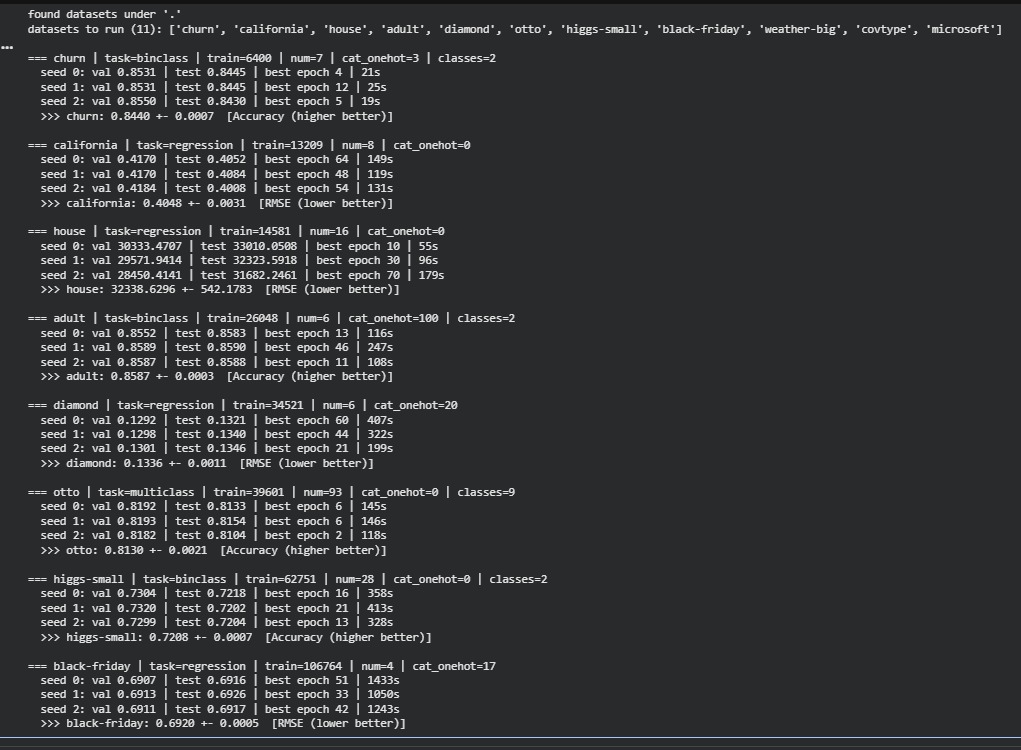 found datasets under '.'
datasets to run (11): ['churn', 'california', 'house', 'adult', 'diamond', 'otto', 'higgs-small', 'black-friday', 'weather-big', 'covtype', 'microsoft']
...
=== churn | task=binclass | train=6400 | num=7 | cat_onehot=3 | classes=2
seed 0: val 0.8531 | test 0.8445 | best epoch 4 | 21s
seed 1: val 0.8531 | test 0.8445 | best epoch 12 | 25s
seed 2: val 0.8550 | test 0.8430 | best epoch 5 | 19s
>>> churn: 0.8440 +- 0.0007  [Accuracy (higher better)]
=== california | task=regression | train=13209 | num=8 | cat_onehot=0
seed 0: val 0.4170 | test 0.4052 | best epoch 64 | 149s
seed 1: val 0.4170 | test 0.4084 | best epoch 48 | 119s
seed 2: val 0.4184 | test 0.4008 | best epoch 54 | 131s
>>> california: 0.4048 +- 0.0031  [RMSE (lower better)]
=== house | task=regression | train=14581 | num=16 | cat_onehot=0
seed 0: val 30333.4707 | test 33010.0508 | best epoch 10 | 55s
seed 1: val 29571.9414 | test 32323.5918 | best epoch 30 | 96s
seed 2: val 28450.4141 | test 31682.2461 | best epoch 70 | 179s
>>> house: 32338.6296 +- 542.1783  [RMSE (lower better)]
=== adult | task=binclass | train=26048 | num=6 | cat_onehot=100 | classes=2
seed 0: val 0.8552 | test 0.8583 | best epoch 13 | 116s
seed 1: val 0.8589 | test 0.8590 | best epoch 46 | 247s
seed 2: val 0.8587 | test 0.8588 | best epoch 11 | 108s
>>> adult: 0.8587 +- 0.0003  [Accuracy (higher better)]
=== diamond | task=regression | train=34521 | num=6 | cat_onehot=20
seed 0: val 0.1292 | test 0.1321 | best epoch 60 | 407s
seed 1: val 0.1298 | test 0.1340 | best epoch 44 | 322s
seed 2: val 0.1301 | test 0.1346 | best epoch 21 | 199s
>>> diamond: 0.1336 +- 0.0011  [RMSE (lower better)]
=== otto | task=multiclass | train=39601 | num=93 | cat_onehot=0 | classes=9
seed 0: val 0.8192 | test 0.8133 | best epoch 6 | 145s
seed 1: val 0.8193 | test 0.8154 | best epoch 6 | 146s
seed 2: val 0.8182 | test 0.8104 | best epoch 2 | 118s
>>> otto: 0.8130 +- 0.0021  [Accuracy (higher better)]
=== higgs-small | task=binclass | train=62751 | num=28 | cat_onehot=0 | classes=2
seed 0: val 0.7304 | test 0.7218 | best epoch 16 | 358s
seed 1: val 0.7320 | test 0.7202 | best epoch 21 | 413s
seed 2: val 0.7299 | test 0.7204 | best epoch 13 | 328s
>>> higgs-small: 0.7208 +- 0.0007  [Accuracy (higher better)]
=== black-friday | task=regression | train=106764 | num=4 | cat_onehot=17
seed 0: val 0.6907 | test 0.6916 | best epoch 51 | 1433s
seed 1: val 0.6913 | test 0.6926 | best epoch 33 | 1050s
seed 2: val 0.6911 | test 0.6917 | best epoch 42 | 1243s
>>> black-friday: 0.6920 +- 0.0005  [RMSE (lower better)]